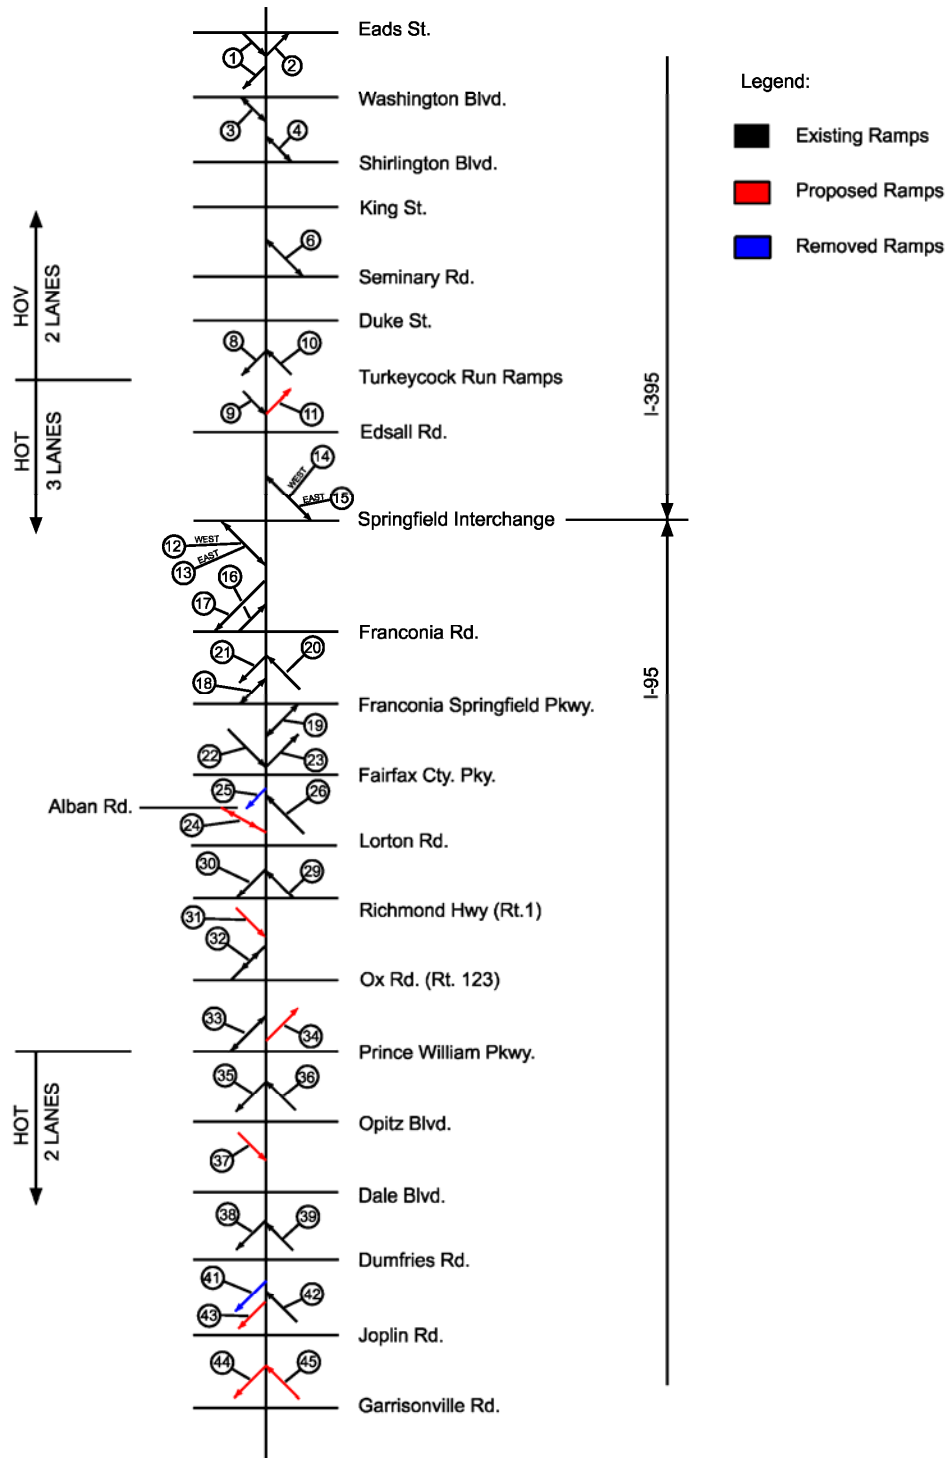 Eads St.
1
2
Legend:
Washington Blvd.
3
4
Existing Ramps
Shirlington Blvd.
Proposed Ramps
King St.
6
Removed Ramps
Seminary Rd.
HOV
2 LANES
Duke St.
8
10
Turkeycock Run Ramps
9
11
I-395
Edsall Rd.
HOT
3 LANES
14
WEST
EAST
15
Springfield Interchange
12
WEST
13
EAST
16
17
Franconia Rd.
20
21
18
I-95
Franconia Springfield Pkwy.
19
22
23
Fairfax Cty. Pky.
25
26
Alban Rd.
24
Lorton Rd.
30
29
Richmond Hwy (Rt.1)
31
32
Ox Rd. (Rt. 123)
33
34
Prince William Pkwy.
35
36
HOT
2 LANES
Opitz Blvd.
37
Dale Blvd.
38
39
Dumfries Rd.
41
42
43
Joplin Rd.
44
45
Garrisonville Rd.